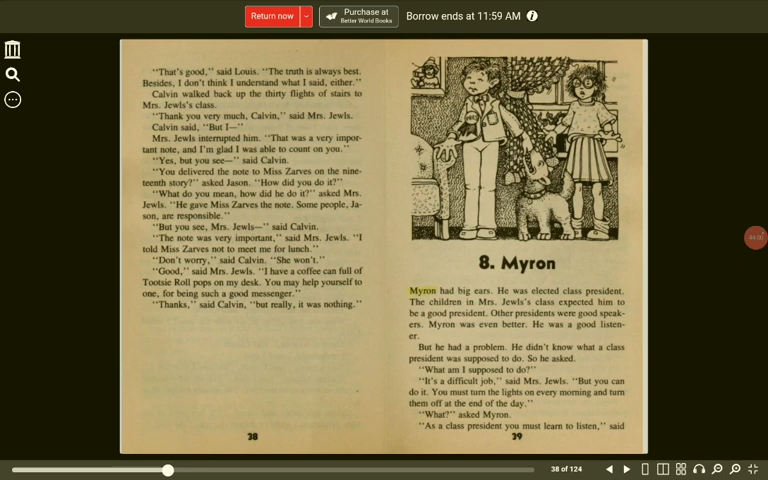 Return now
Purchase at
Better World Books
Borrow ends at 11:59 AM
"That's good," said Louis. "The truth is always best.
Besides, I don't think I understand what I said, either."
Calvin walked back up the thirty flights of stairs to
Mrs. Jewls's class.
"Thank you very much, Calvin," said Mrs. Jewls.
Calvin said, "But I—"
Mrs. Jewls interrupted him. "That was a very impor-
tant note, and I'm glad I was able to count on you."
"Yes, but you see—" said Calvin.
"You delivered the note to Miss Zarves on the nine-
teenth story?" asked Jason. "How did you do it?"
"What do you mean, how did he do it?" asked Mrs.
Jewls. "He gave Miss Zarves the note. Some people, Ja-
son, are responsible."
"But you see, Mrs. Jewls—" said Calvin.
"The note was very important," said Mrs. Jewls. "I
told Miss Zarves not to meet me for lunch."
"Don't worry," said Calvin. "She won't."
"Good," said Mrs. Jewls. "I have a coffee can full of
Tootsie Roll pops on my desk. You may help yourself to
one, for being such a good messenger."
"Thanks," said Calvin, "but really, it was nothing."
38
8. Myron
Myron had big ears. He was elected class president.
The children in Mrs. Jewls's class expected him to
be a good president. Other presidents were good speak-
ers. Myron was even better. He was a good listen-
er.
But he had a problem. He didn't know what a class
president was supposed to do. So he asked.
"What am I supposed to do?"
"It's a difficult job," said Mrs. Jewls. "But you can
do it. You must turn the lights on every morning and turn
them off at the end of the day."
"What?" asked Myron.
"As a class president you must learn to listen," said
39
38 of 124